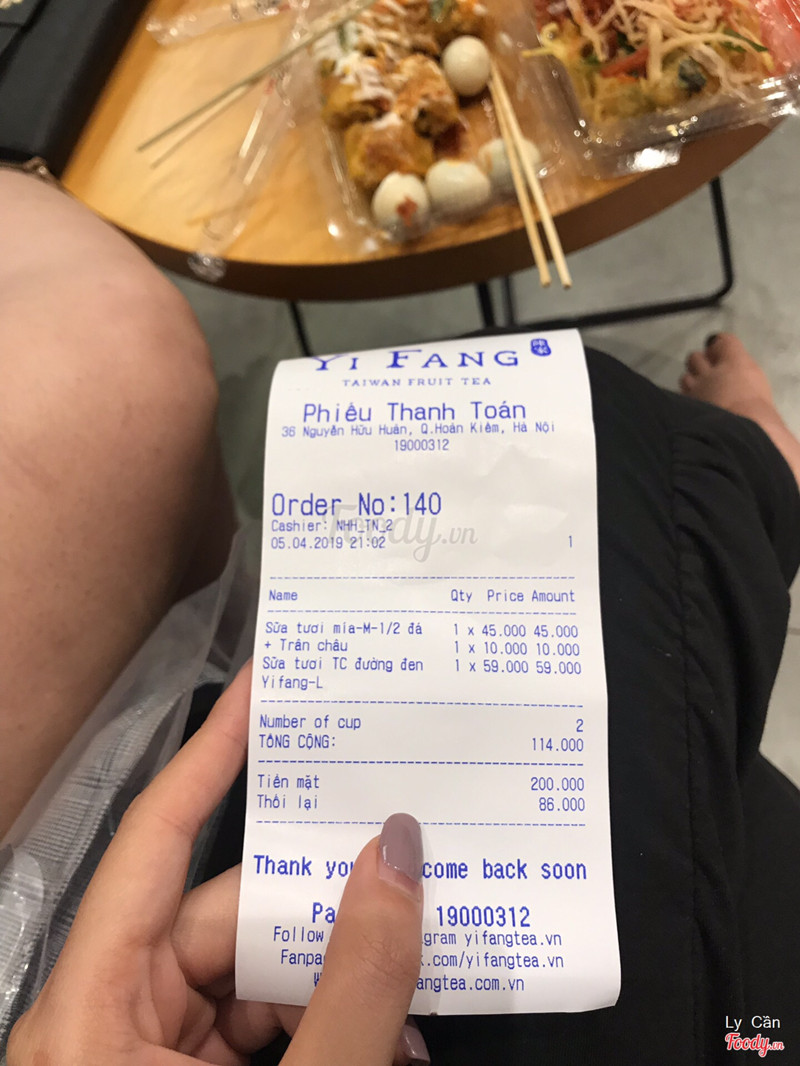 YI FANG
TAIWAN FRUIT TEA
Phiếu Thanh Toán
36 Nguyễn Hữu Huân, Q.Hoàn Kiếm, Hà Nội
19000312
Order No:140
Cashier: NHH_TN_2
05.04.2019 21:02 1
Name Qty Price Amount
Sữa tươi mía-M-1/2 đá 1 x 45.000 45.000
+ Trân châu 1 x 10.000 10.000
Sữa tươi TC đường đen 1 x 59.000 59.000
Yifang-L
Number of cup 2
TỔNG CỘNG: 114.000
Tiền mặt 200.000
Thối lại 86.000
Thank come back soon
19000312
Follow yifangtea.vn
.com/yifangtea.vn
angtea.com.vn
Foody.vn
Ly Cần
Foody.vn